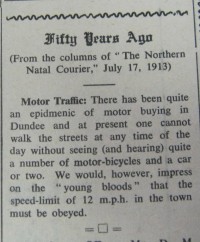 Fifty Years Ago
(From the columns of "The Northern
Natal Courier," July 17, 1913)
Motor Traffic: There has been quite
an epidmenic of motor buying in
Dundee and at present one cannot
walk the streets at any time of the
day without seeing (and hearing) quite
a number of motor-bicycles and a car
or two. We would, however, impress
on the "young bloods" that the
speed-limit of 12 m.p.h. in the town
must be obeyed.